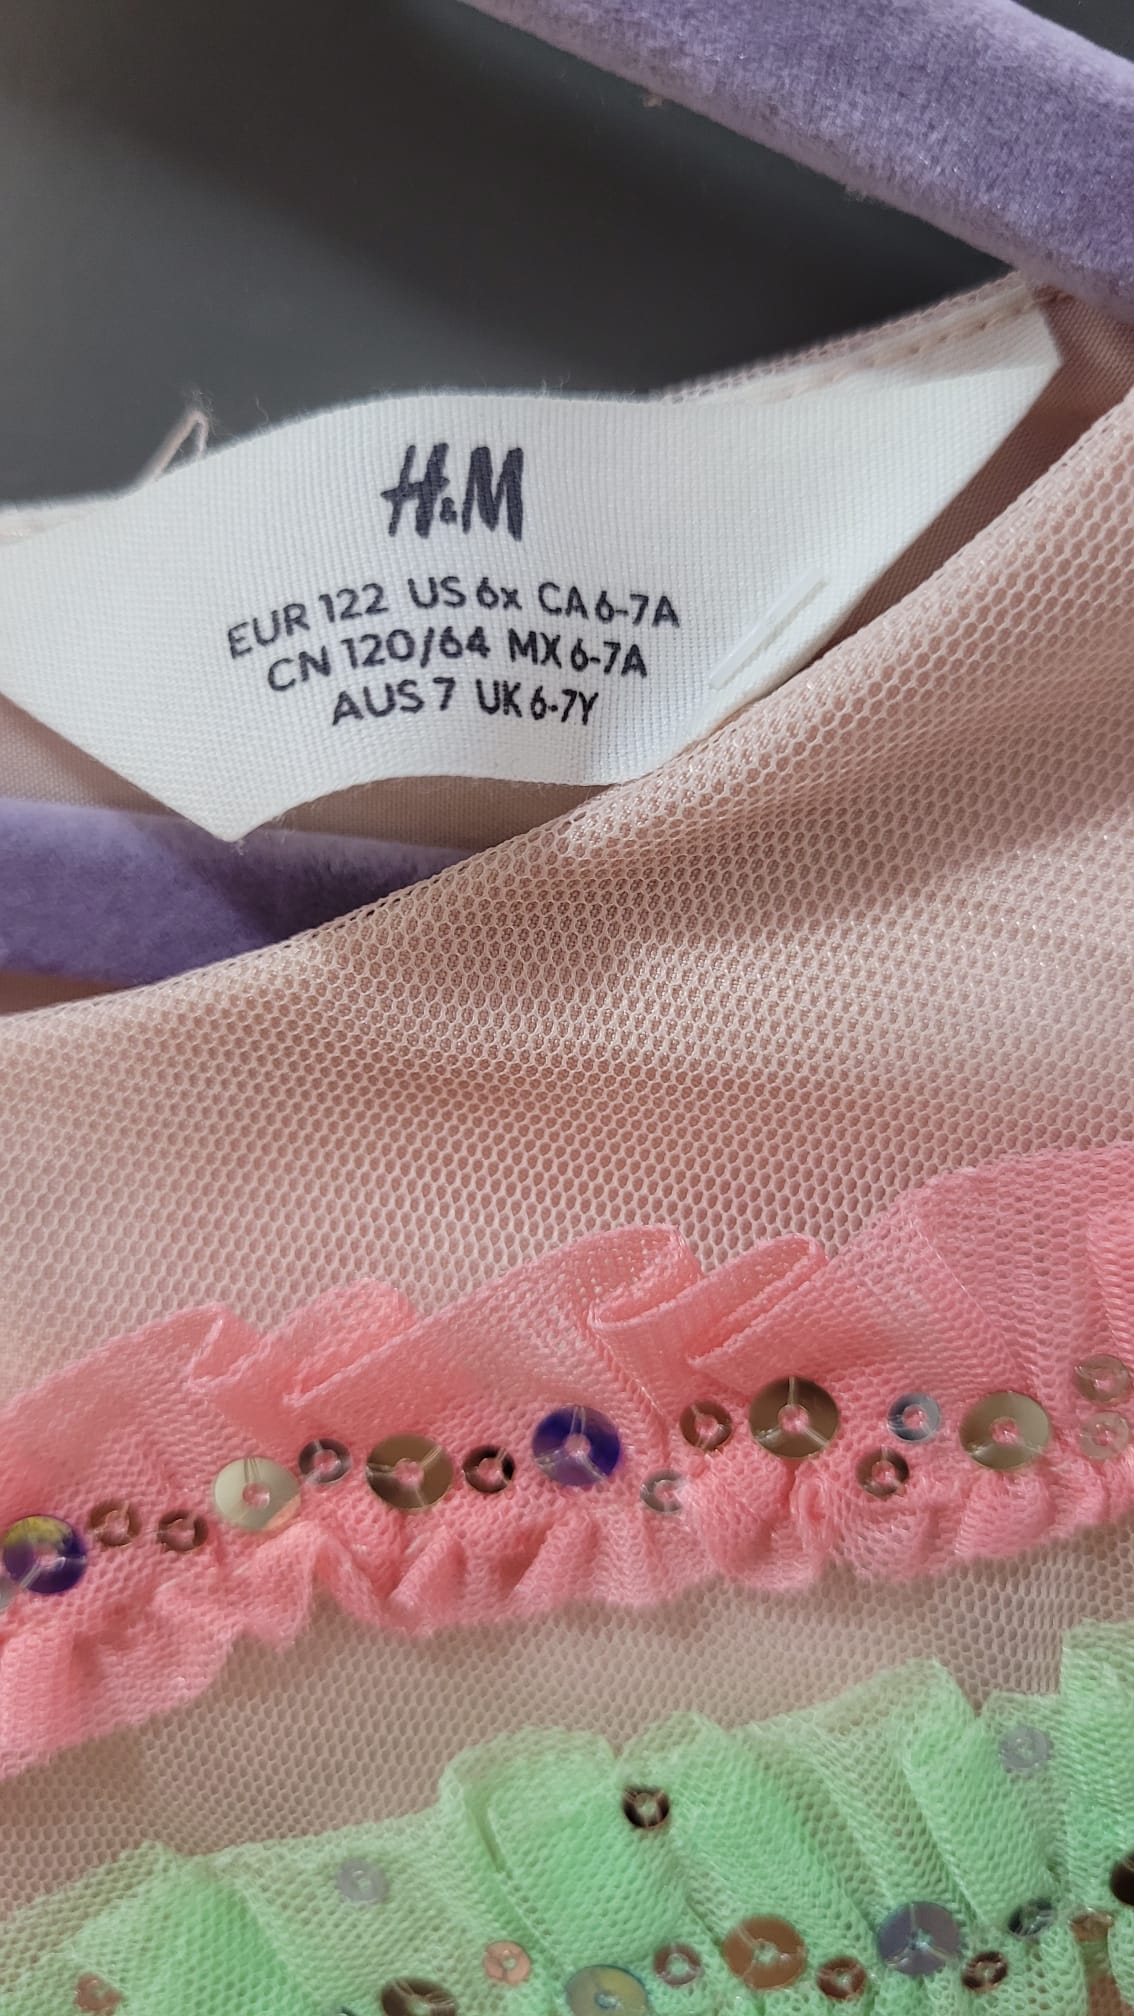 H&M
EUR 122 US 6x CA 6-7A
CN 120/64 MX 6-7A
AUS 7 UK 6-7Y